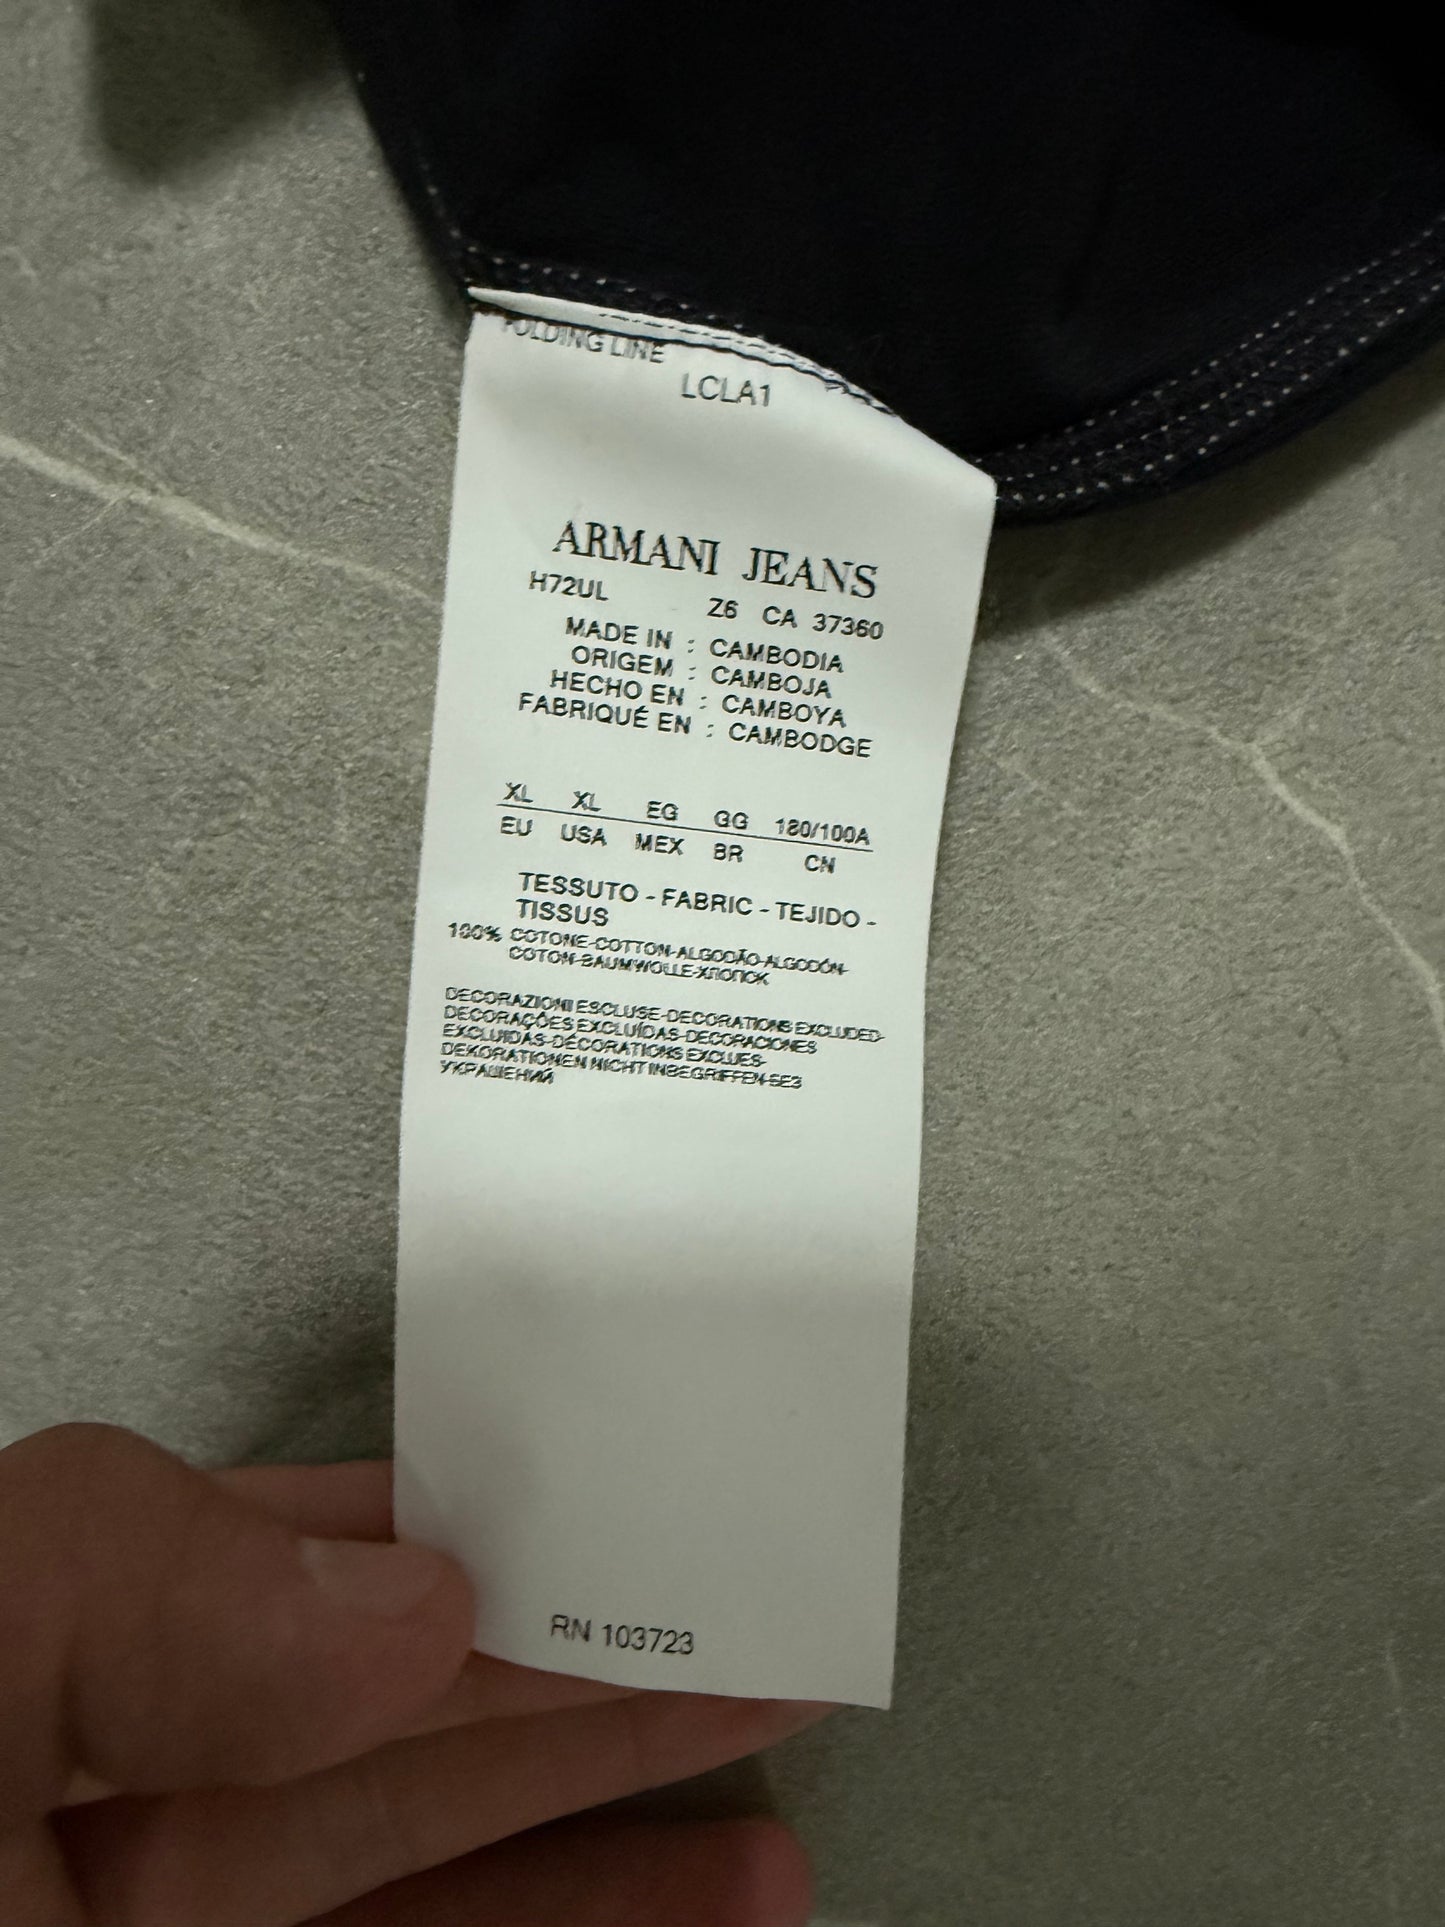 FOLDING LINE
LCLA1
ARMANI JEANS
H72UL Z6 CA 37360
MADE IN : CAMBODIA
ORIGEM : CAMBOJA
HECHO EN : CAMBOYA
FABRIQUÉ EN : CAMBODGE
XL XL EG GG 180/100A
EU USA MEX BR CN
TESSUTO - FABRIC - TEJIDO -
TISSUS
100% COTONE-COTTON-ALGODÃO-ALGODÓN-
COTON-BAUMWOLLE-ХЛОПОК
DECORAZIONI ESCLUSE-DECORATIONS EXCLUDED-
DECORAÇÕES EXCLUÍDAS-DECORACIONES
EXCLUIDAS-DÉCORATIONS EXCLUES-
DEKORATIONEN NICHT INBEGRIFFEN-БЕЗ
УКРАШЕНИЙ
RN 103723